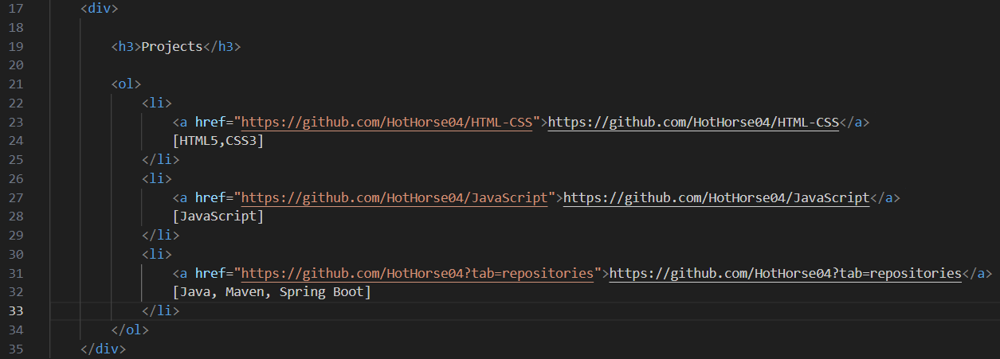 17 <div>
18
19 <h3>Projects</h3>
20
21 <ol>
22 <li>
23 <a href="https://github.com/HotHorse04/HTML-CSS">https://github.com/HotHorse04/HTML-CSS</a>
24 [HTML5,CSS3]
25 </li>
26 <li>
27 <a href="https://github.com/HotHorse04/JavaScript">https://github.com/HotHorse04/JavaScript</a>
28 [JavaScript]
29 </li>
30 <li>
31 <a href="https://github.com/HotHorse04?tab=repositories">https://github.com/HotHorse04?tab=repositories</a>
32 [Java, Maven, Spring Boot]
33 </li>
34 </ol>
35 </div>